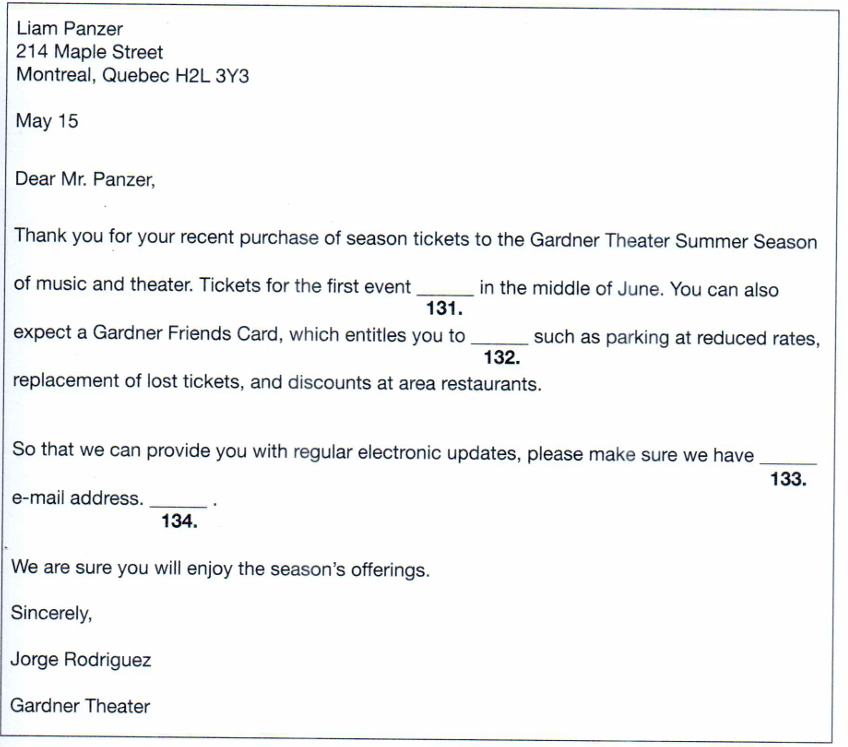 Liam Panzer
214 Maple Street
Montreal, Quebec H2L 3Y3
May 15
Dear Mr. Panzer,
Thank you for your recent purchase of season tickets to the Gardner Theater Summer Season
of music and theater. Tickets for the first event ______ in the middle of June. You can also
131.
expect a Gardner Friends Card, which entitles you to ______ such as parking at reduced rates,
132.
replacement of lost tickets, and discounts at area restaurants.
So that we can provide you with regular electronic updates, please make sure we have ______
133.
e-mail address. ______ .
134.
We are sure you will enjoy the season's offerings.
Sincerely,
Jorge Rodriguez
Gardner Theater